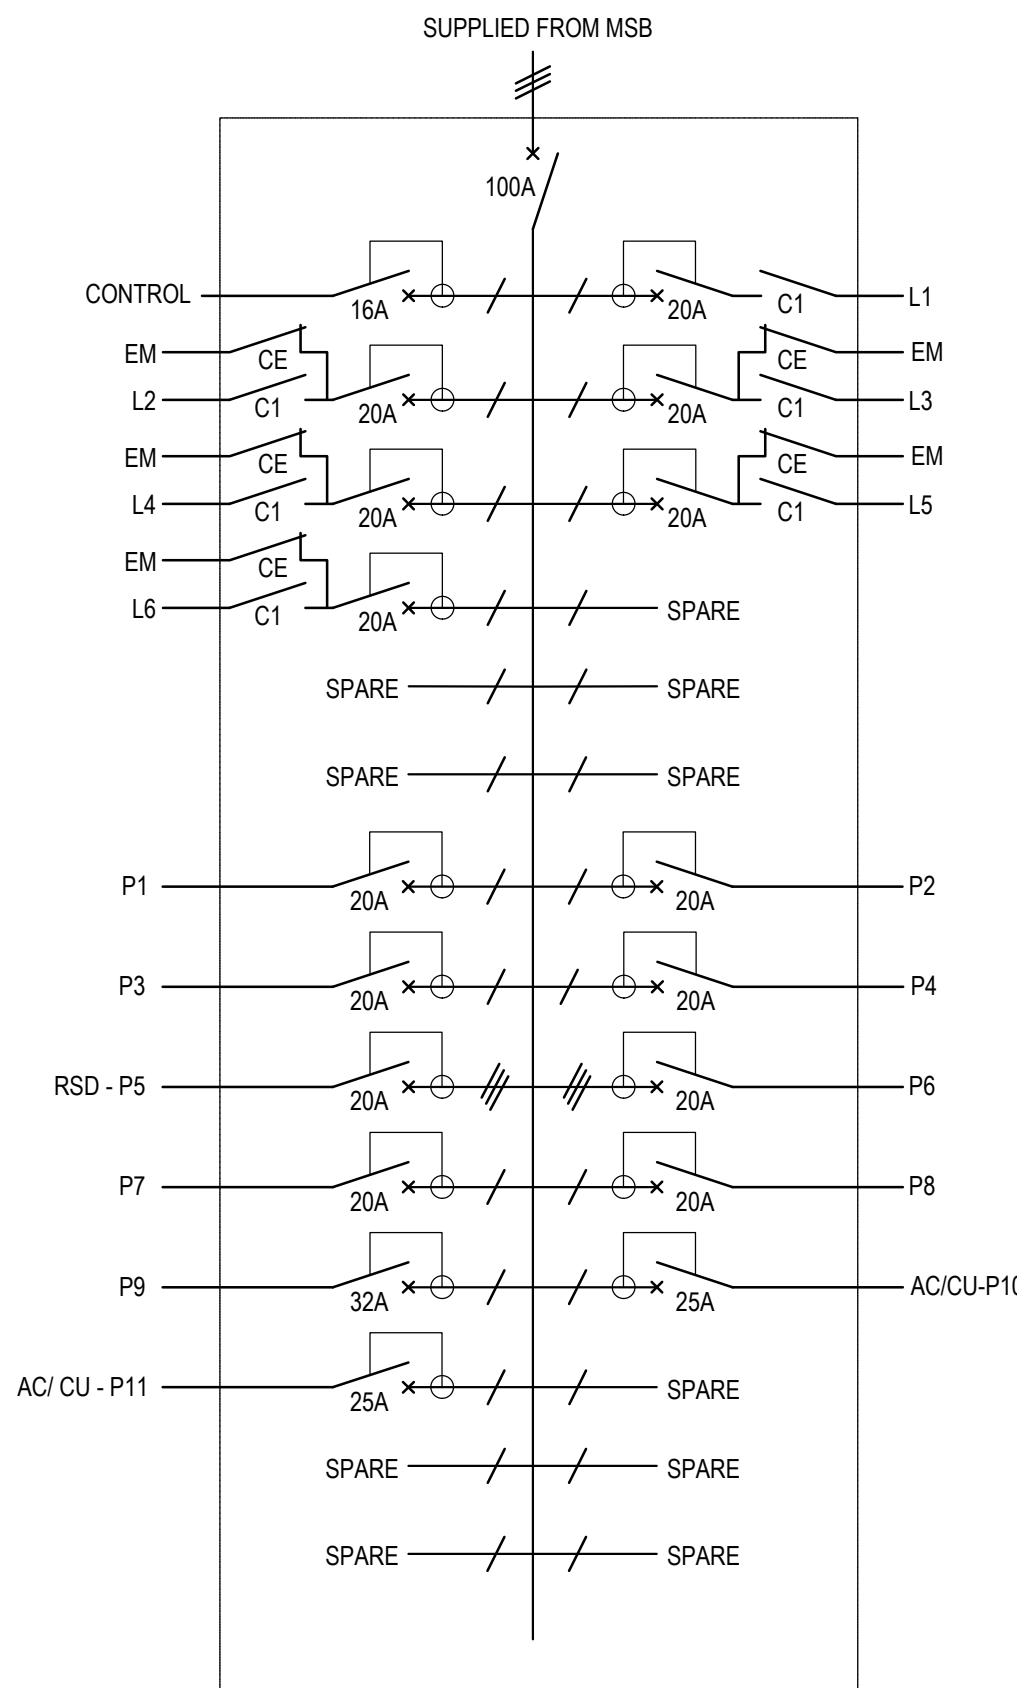 SUPPLIED FROM MSB
100A
CONTROL 16A 20A C1 L1
EM CE CE EM
L2 C1 20A 20A C1 L3
EM CE CE EM
L4 C1 20A 20A C1 L5
EM CE
L6 C1 20A SPARE
SPARE SPARE
SPARE SPARE
P1 20A 20A P2
P3 20A 20A P4
RSD - P5 20A 20A P6
P7 20A 20A P8
P9 32A 25A AC/CU-P10
AC/ CU - P11 25A SPARE
SPARE SPARE
SPARE SPARE